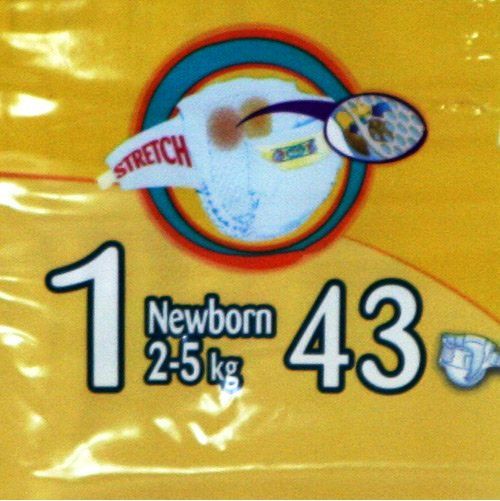 STRETCH
1
Newborn
2-5 kg
43